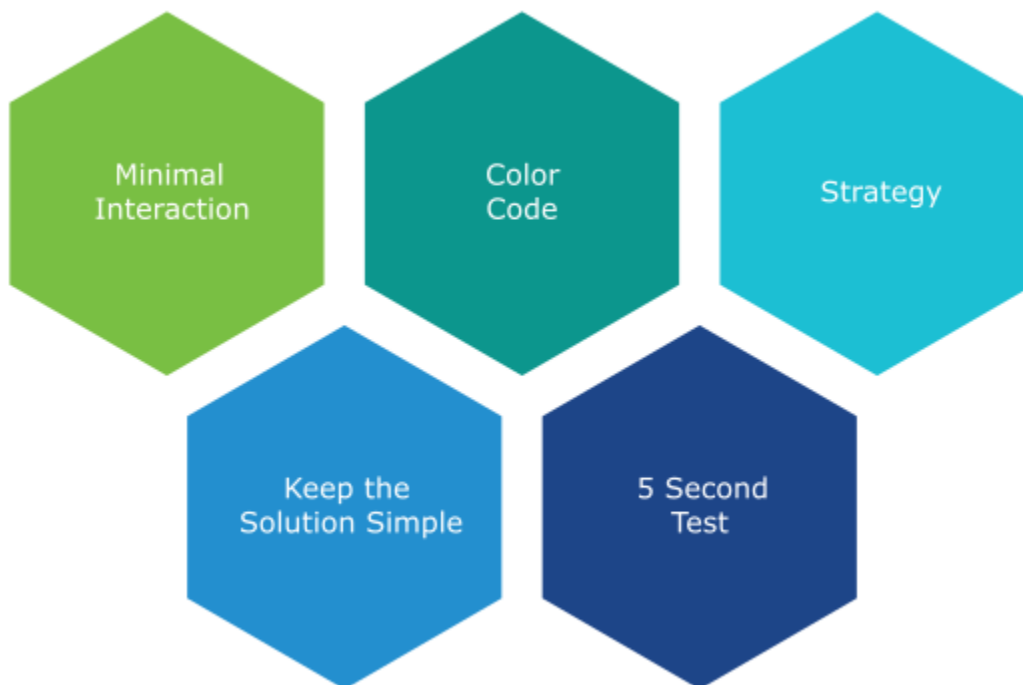 Minimal
Interaction
Color
Code
Strategy
Keep the
Solution Simple
5 Second
Test